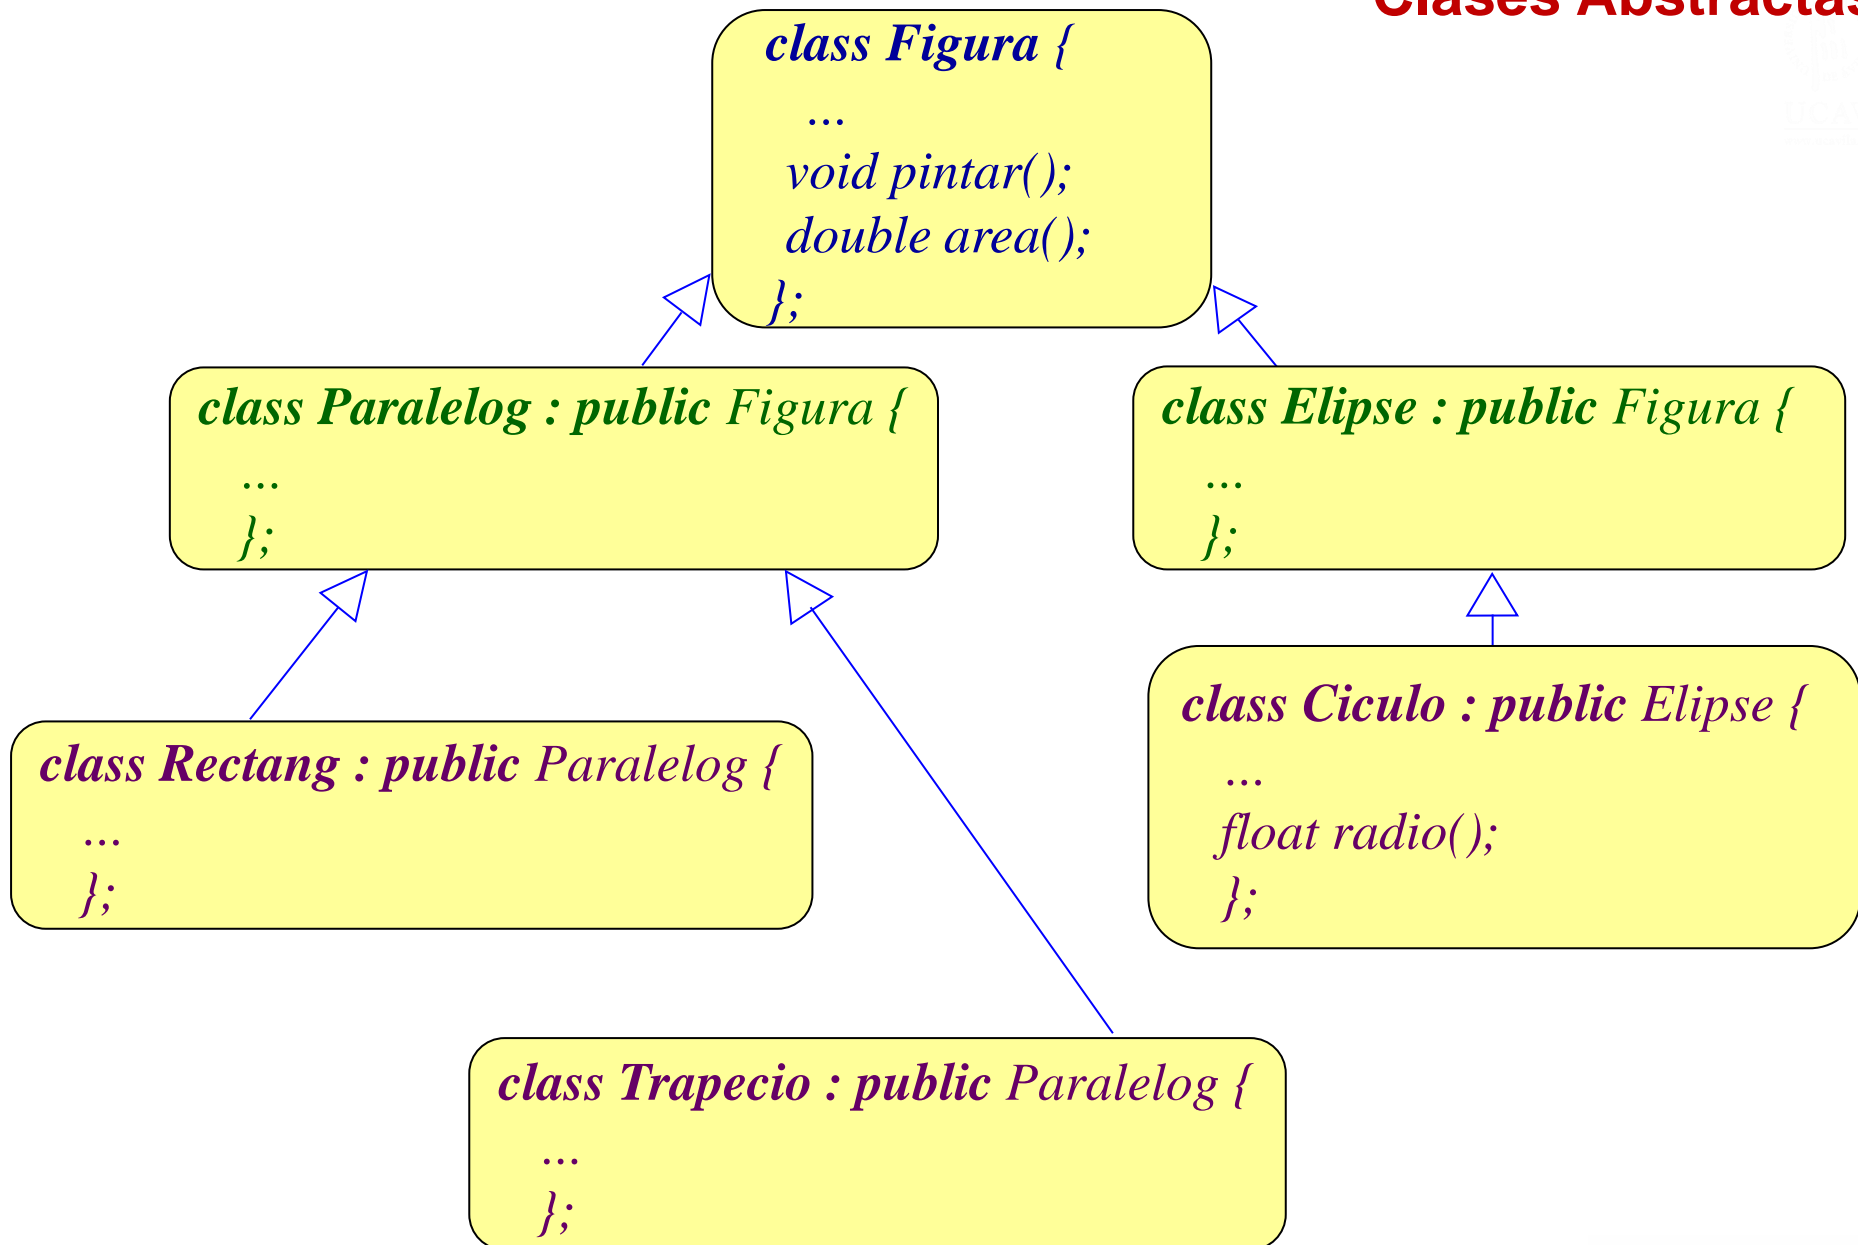 Clases Abstractas
class Figura {
...
void pintar();
double area();
};
class Paralelog : public Figura {
...
};
class Elipse : public Figura {
...
};
class Rectang : public Paralelog {
...
};
class Ciculo : public Elipse {
...
float radio();
};
class Trapecio : public Paralelog {
...
};